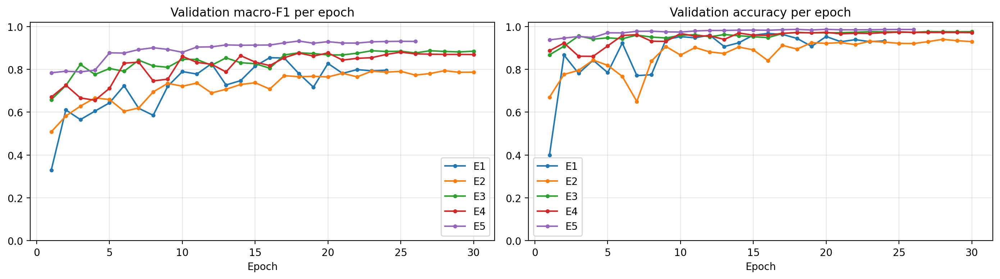 Validation macro-F1 per epoch
1.0
0.8
0.6
0.4
0.2
0.0
E1
E2
E3
E4
E5
0 5 10 15 20 25 30
Epoch
Validation accuracy per epoch
1.0
0.8
0.6
0.4
0.2
0.0
E1
E2
E3
E4
E5
0 5 10 15 20 25 30
Epoch